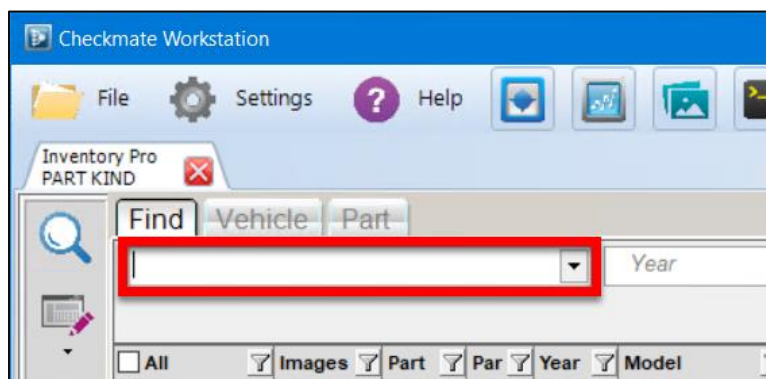 Checkmate Workstation
File Settings Help
Inventory Pro
PART KIND
Find Vehicle Part
Year
All Images Part Par Year Model